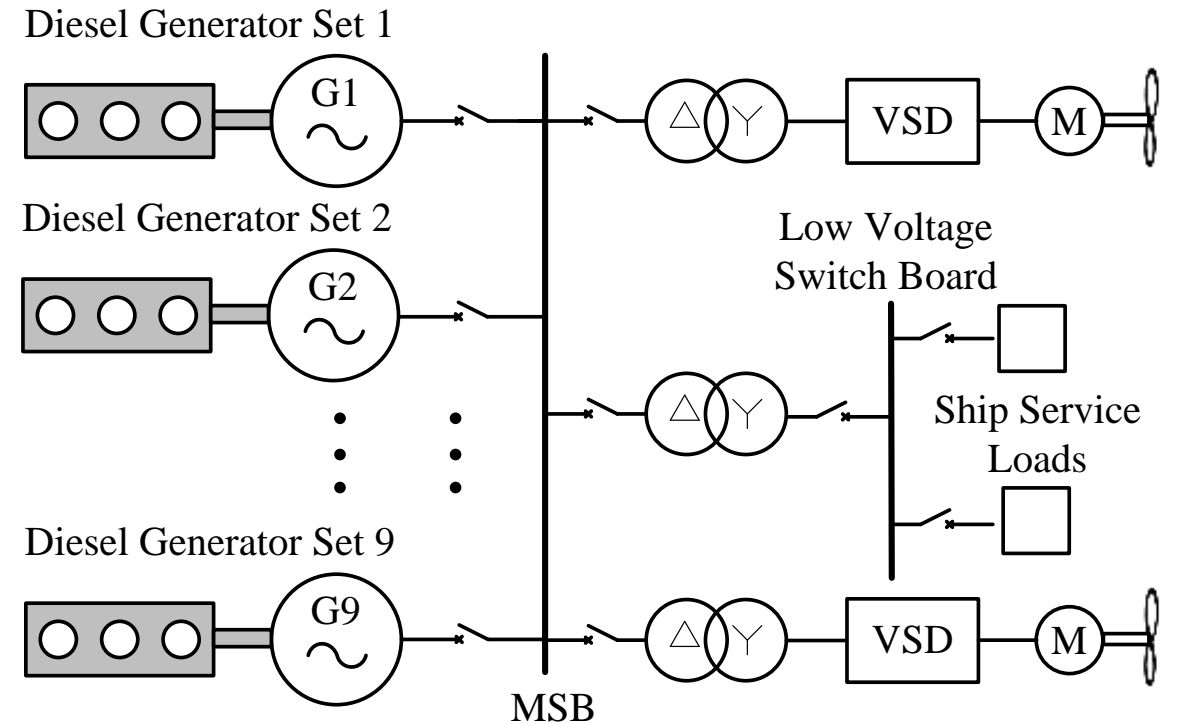 Diesel Generator Set 1
G1
VSD
M
Diesel Generator Set 2
G2
Low Voltage
Switch Board
Ship Service
Loads
Diesel Generator Set 9
G9
VSD
M
MSB